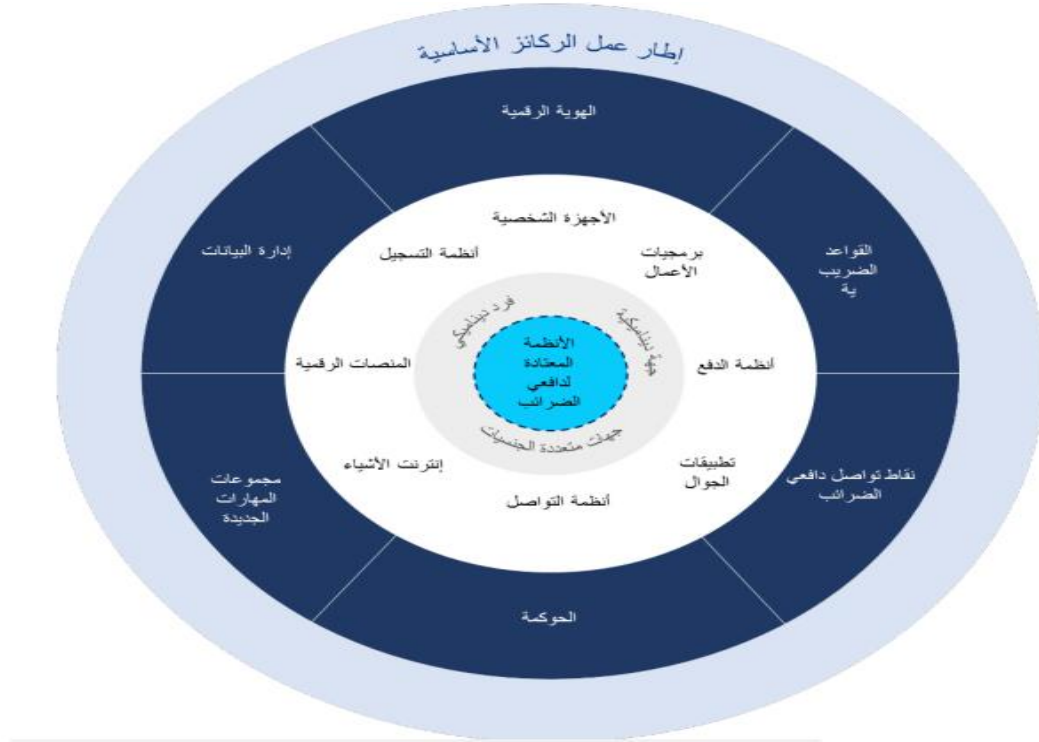 إطار عمل الركائز الأساسية
الهوية الرقمية
القواعد
الضريب
ية
نقاط تواصل دافعي
الضرائب
الحوكمة
مجموعات
المهارات
الجديدة
إدارة البيانات
الأجهزة الشخصية
برمجيات
الأعمال
أنظمة الدفع
تطبيقات
الجوال
أنظمة التواصل
إنترنت الأشياء
المنصات الرقمية
أنظمة التسجيل
فرد ديناميكي
جهة ديناميكية
جهات متعددة الجنسيات
الأنظمة
المعتادة
لدافعي
الضرائب